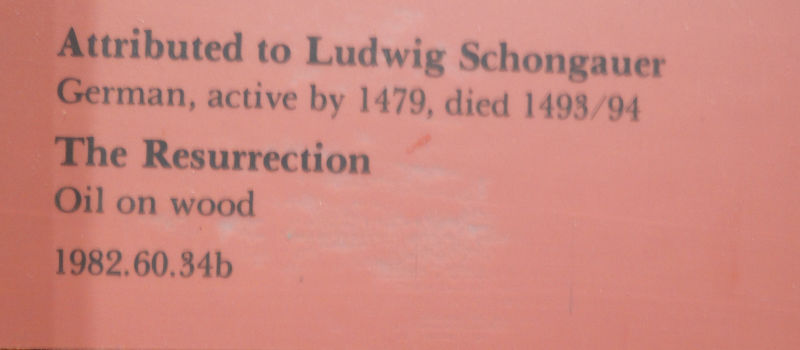 Attributed to Ludwig Schongauer
German, active by 1479, died 1493/94
The Resurrection
Oil on wood
1982.60.34b